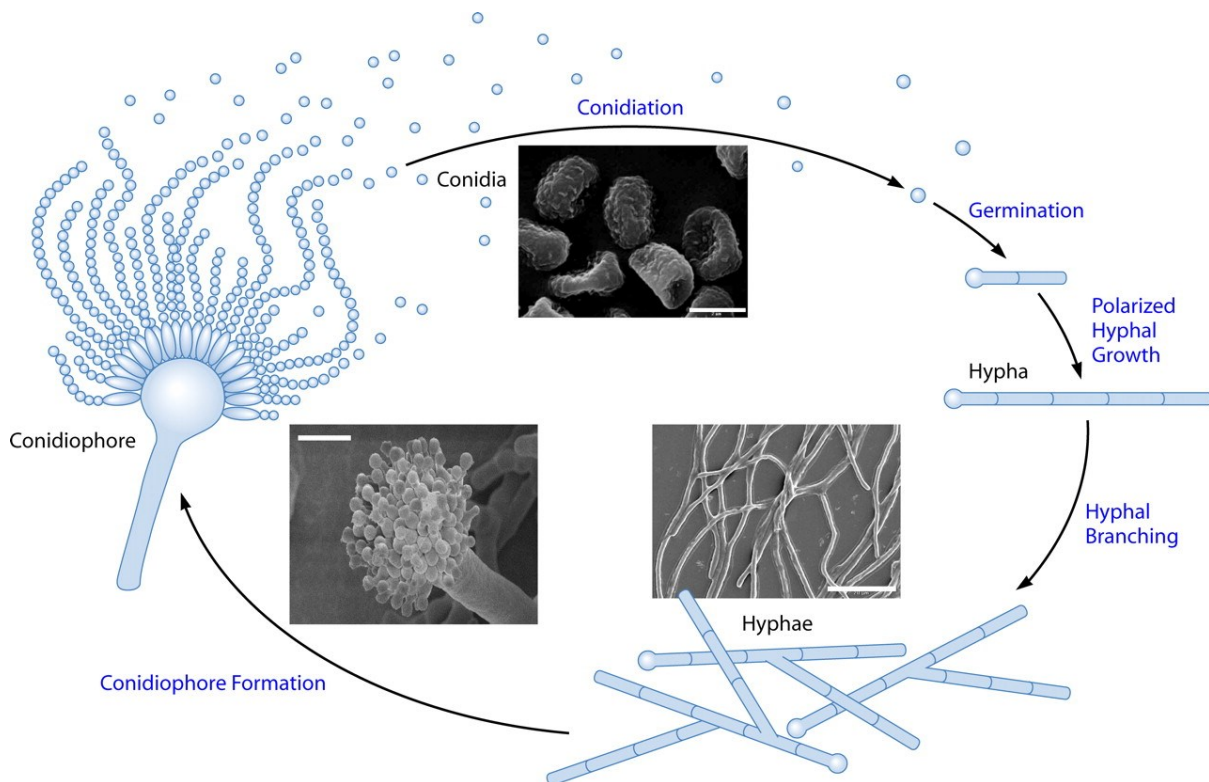 Conidiation
Conidia
Germination
Polarized
Hyphal
Growth
Hypha
Conidiophore
Hyphal
Branching
Hyphae
Conidiophore Formation